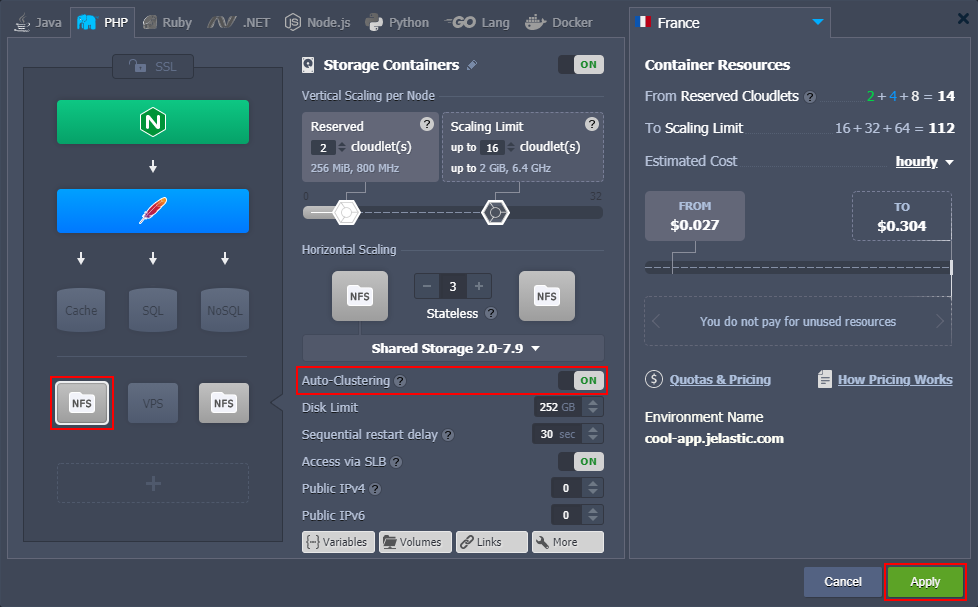 Java PHP Ruby .NET Node.js Python Lang Docker
SSL
N
Cache SQL NoSQL
NFS VPS NFS
Storage Containers ON
Vertical Scaling per Node
Reserved ?
2 cloudlet(s)
256 MiB, 800 MHz
Scaling Limit ?
up to 16 cloudlet(s)
up to 2 GiB, 6.4 GHz
0 32
Horizontal Scaling
NFS 3 NFS
Stateless ?
Shared Storage 2.0-7.9
Auto-Clustering ? ON
Disk Limit 252 GB
Sequential restart delay ? 30 sec
Access via SLB ? ON
Public IPv4 ? 0
Public IPv6 0
Variables Volumes Links More
France
Container Resources
From Reserved Cloudlets ? 2 + 4 + 8 = 14
To Scaling Limit 16 + 32 + 64 = 112
Estimated Cost hourly
FROM
$0.027
TO
$0.304
You do not pay for unused resources
$ Quotas & Pricing How Pricing Works
Environment Name
cool-app.jelastic.com
Cancel Apply